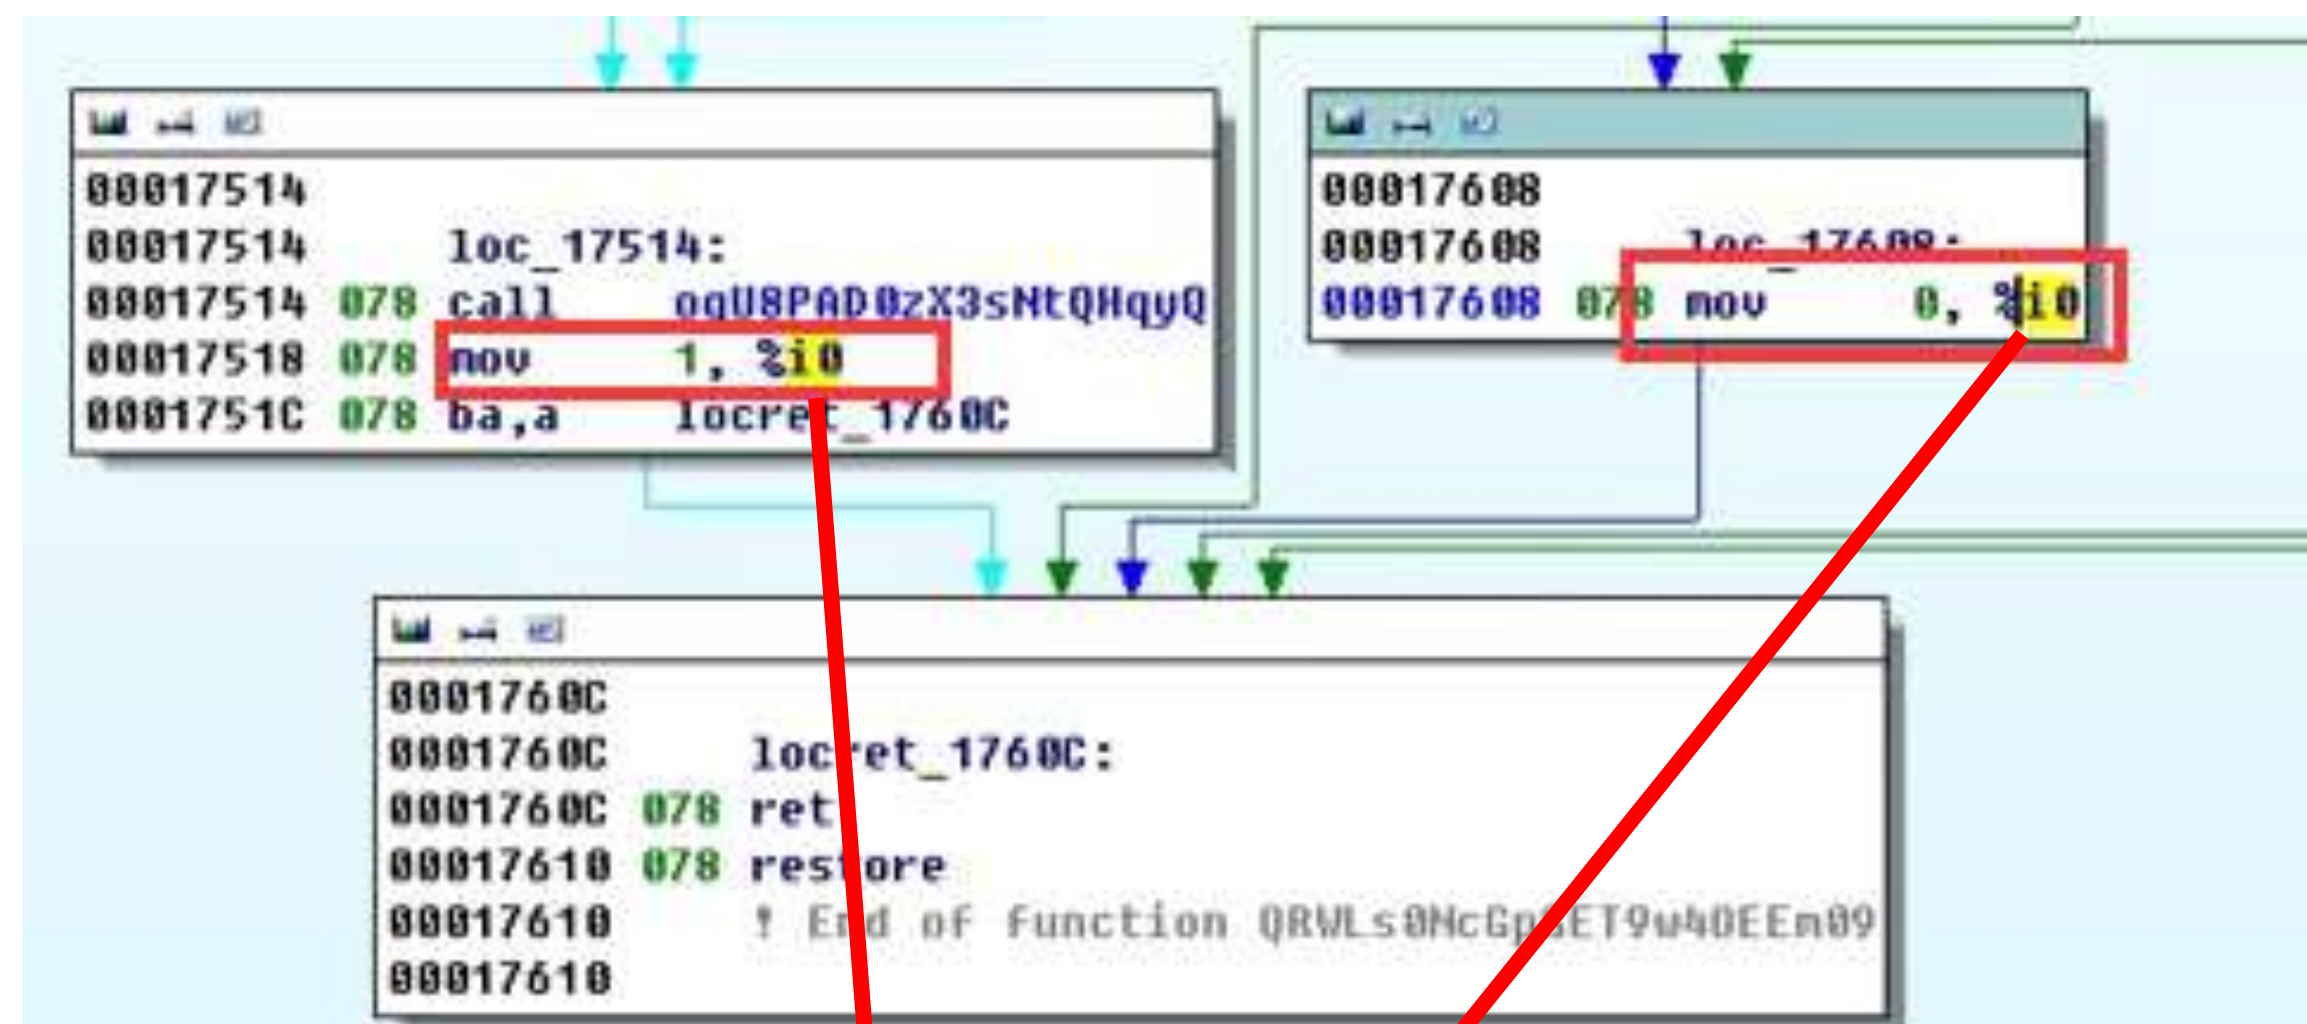 00017514
00017514 loc_17514:
00017514 078 call oqU8PAD0zX3sNtQHqyQ
00017518 078 mov 1, %i0
0001751C 078 ba,a locret_1760C
00017608
00017608 loc_17608:
00017608 078 mov 0, %i0
0001760C
0001760C locret_1760C:
0001760C 078 ret
00017610 078 restore
00017610 ! End of function
00017610